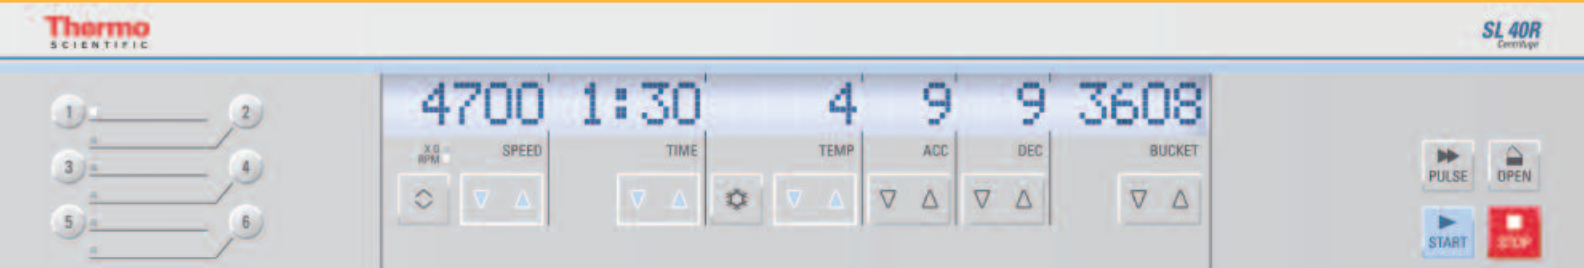 Thermo
SCIENTIFIC
SL 40R
Centrifuge
4700 1:30 4 9 9 3608
X G
RPM
SPEED TIME TEMP ACC DEC BUCKET
1 2
3 4
5 6
PULSE OPEN
START STOP